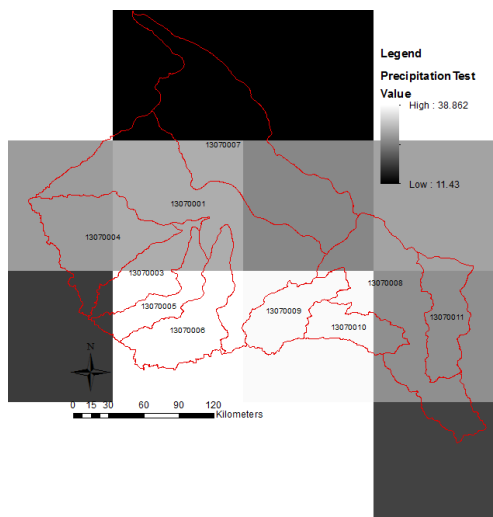 Legend
Precipitation Test
Value
High : 38.862
Low : 11.43
13070007
13070001
13070004
13070003
13070008
13070005
13070009
13070011
13070006
13070010
N
0 15 30 60 90 120
Kilometers